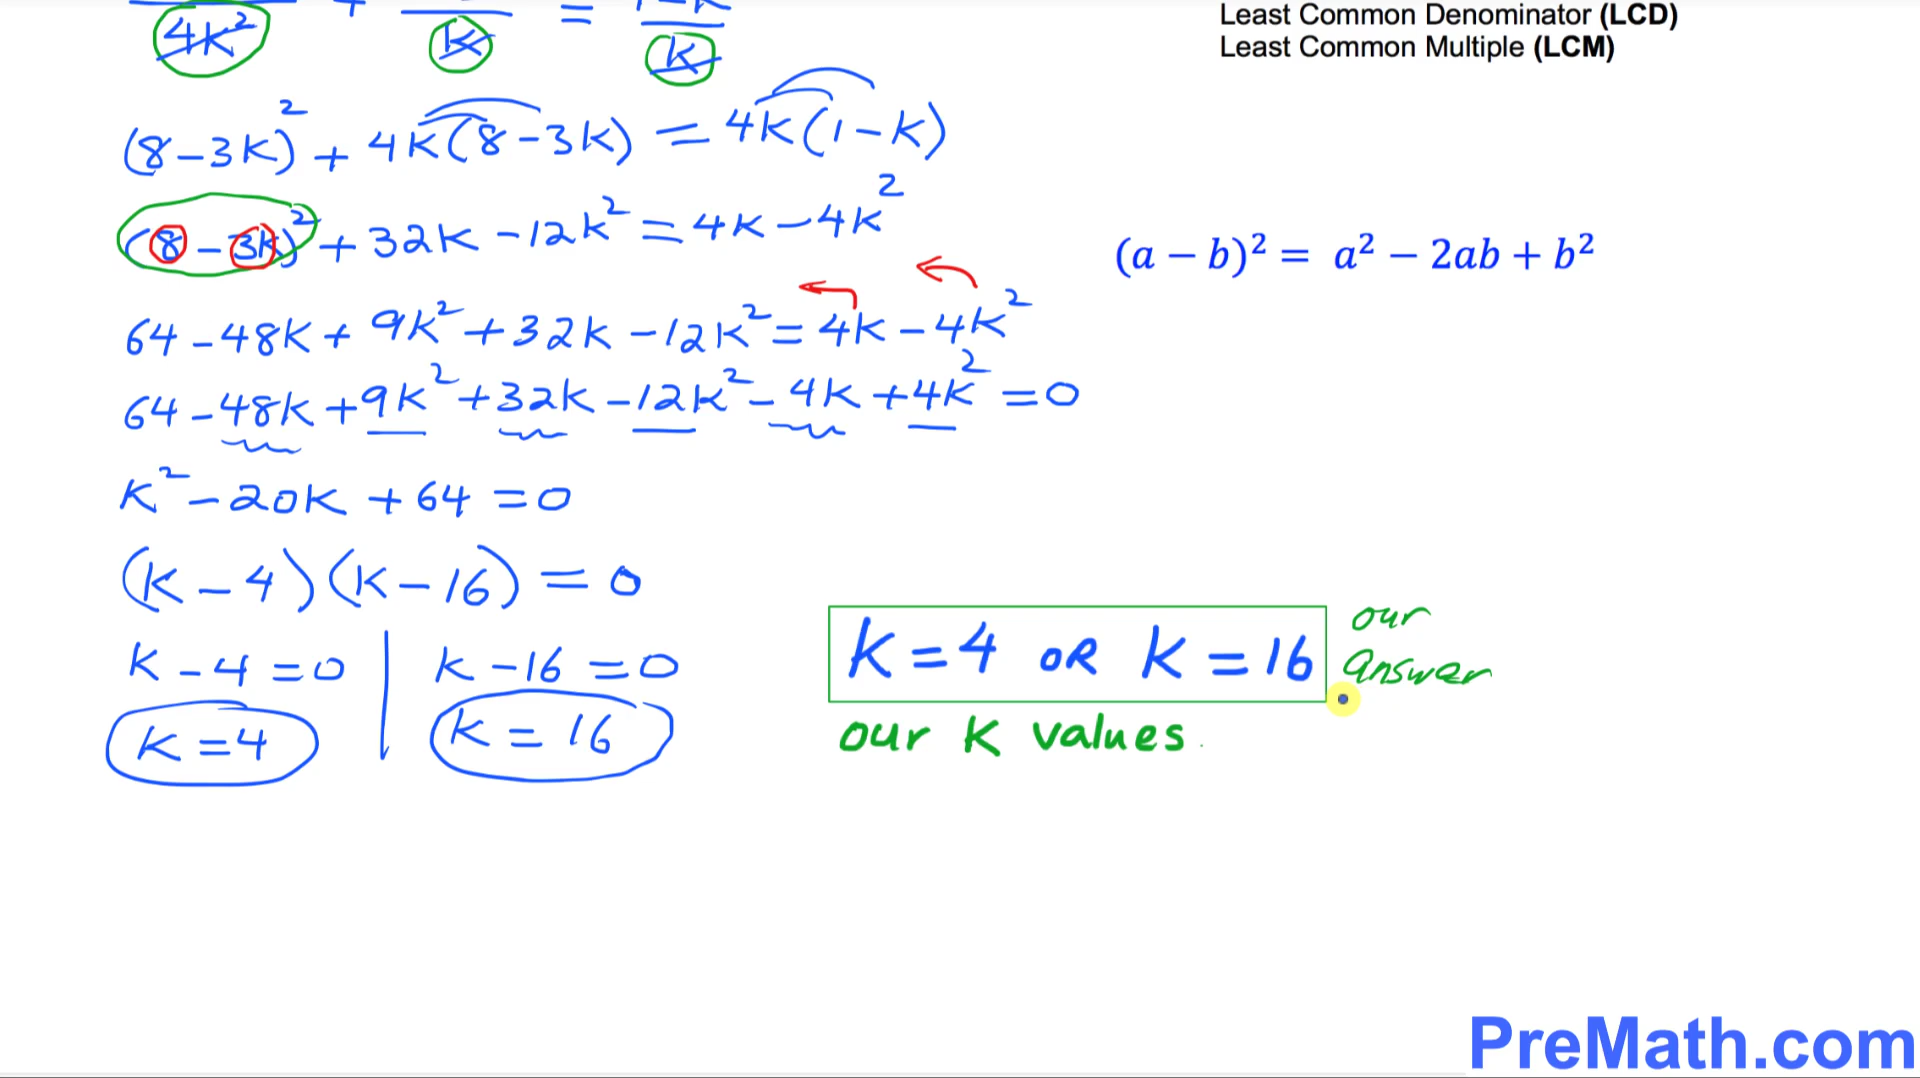 Least Common Denominator (LCD)
Least Common Multiple (LCM)
4k² + k = k
(8-3k)² + 4k(8-3k) = 4k(1-k)
(8-3k)² + 32k -12k² = 4k -4k²
(a − b)² = a² − 2ab + b²
64 -48k + 9k² +32k -12k² = 4k -4k²
64 -48k +9k² +32k -12k² -4k +4k² =0
k² -20k +64 =0
(k-4)(k-16) = 0
k-4=0 | k-16=0
k=4 | k=16
k=4 OR k=16
our answer
our k values.
PreMath.com